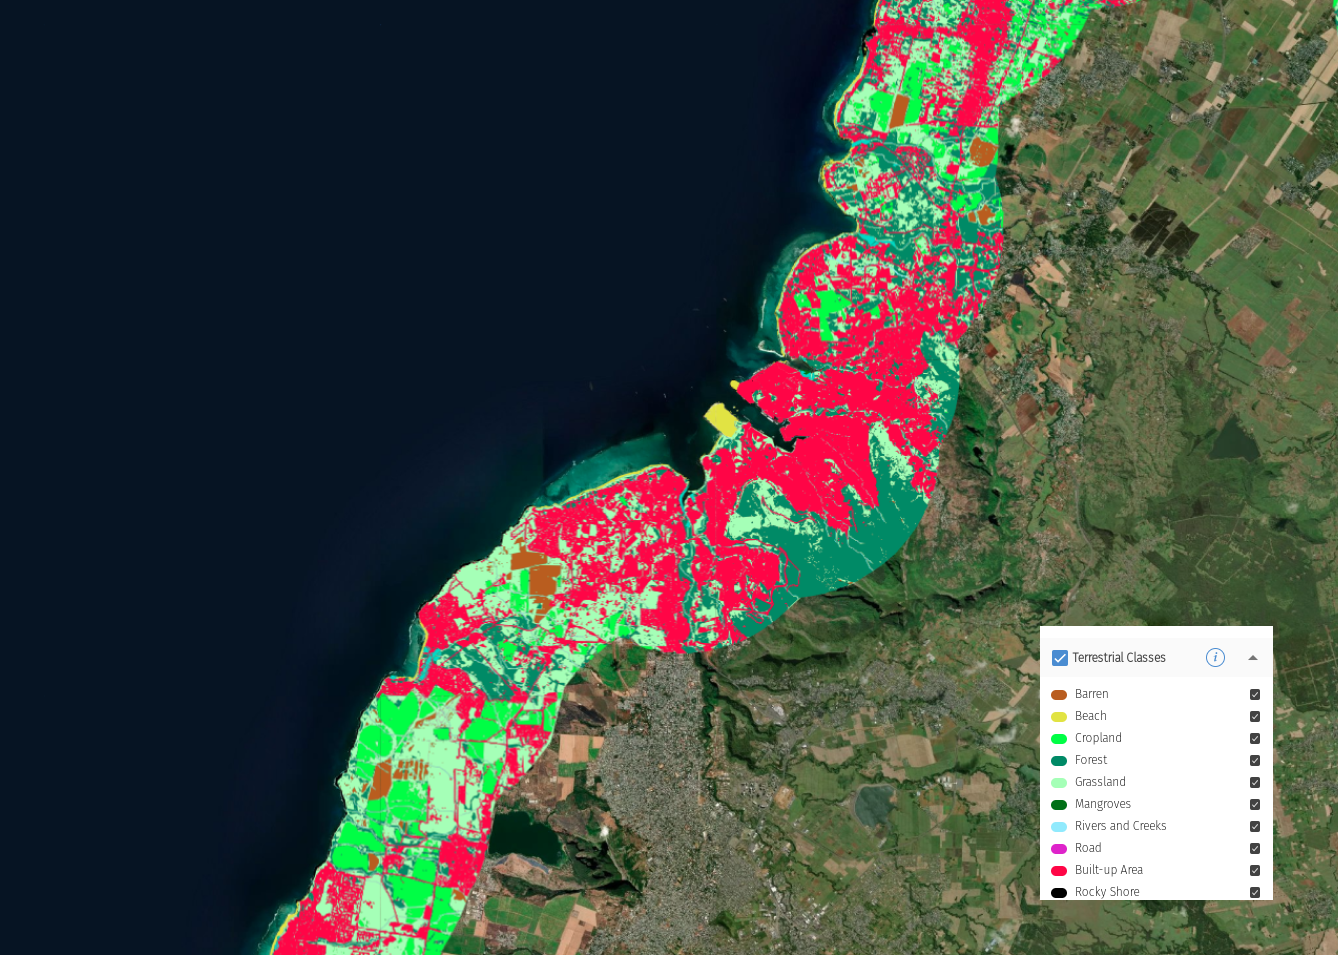 Terrestrial Classes i
Barren
Beach
Cropland
Forest
Grassland
Mangroves
Rivers and Creeks
Road
Built-up Area
Rocky Shore